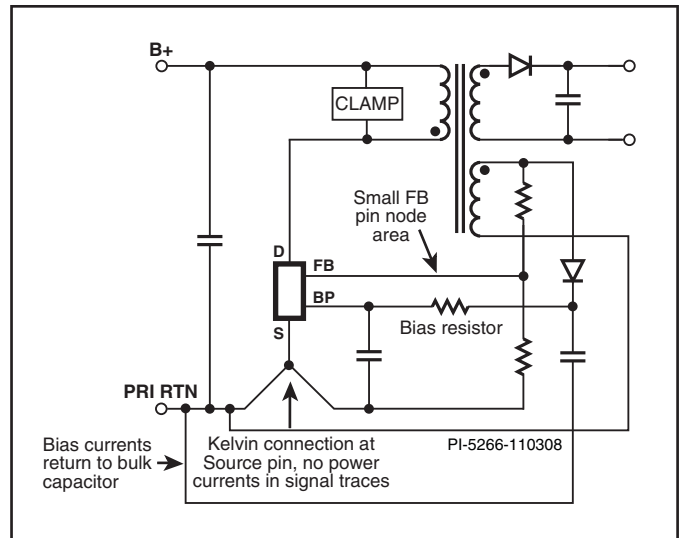 B+
CLAMP
Small FB
pin node
area
D
FB
BP
Bias resistor
S
PRI RTN
PI-5266-110308
Bias currents
return to bulk
capacitor
Kelvin connection at
Source pin, no power
currents in signal traces